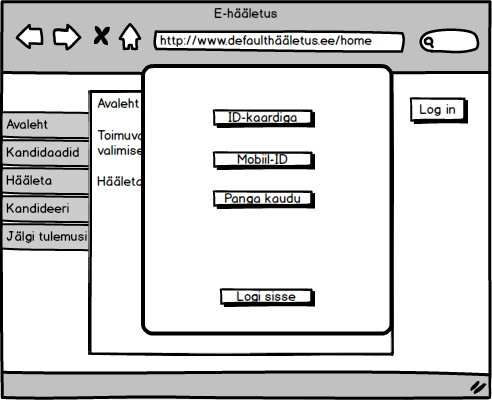 E-hääletus
http://www.defaulthääletus.ee/home
Log in
Avaleht
Kandidaadid
Hääleta
Kandideeri
Jälgi tulemusi
Avaleht
Toimuva
valimise
Hääleta
ID-kaardiga
Mobiil-ID
Panga kaudu
Logi sisse